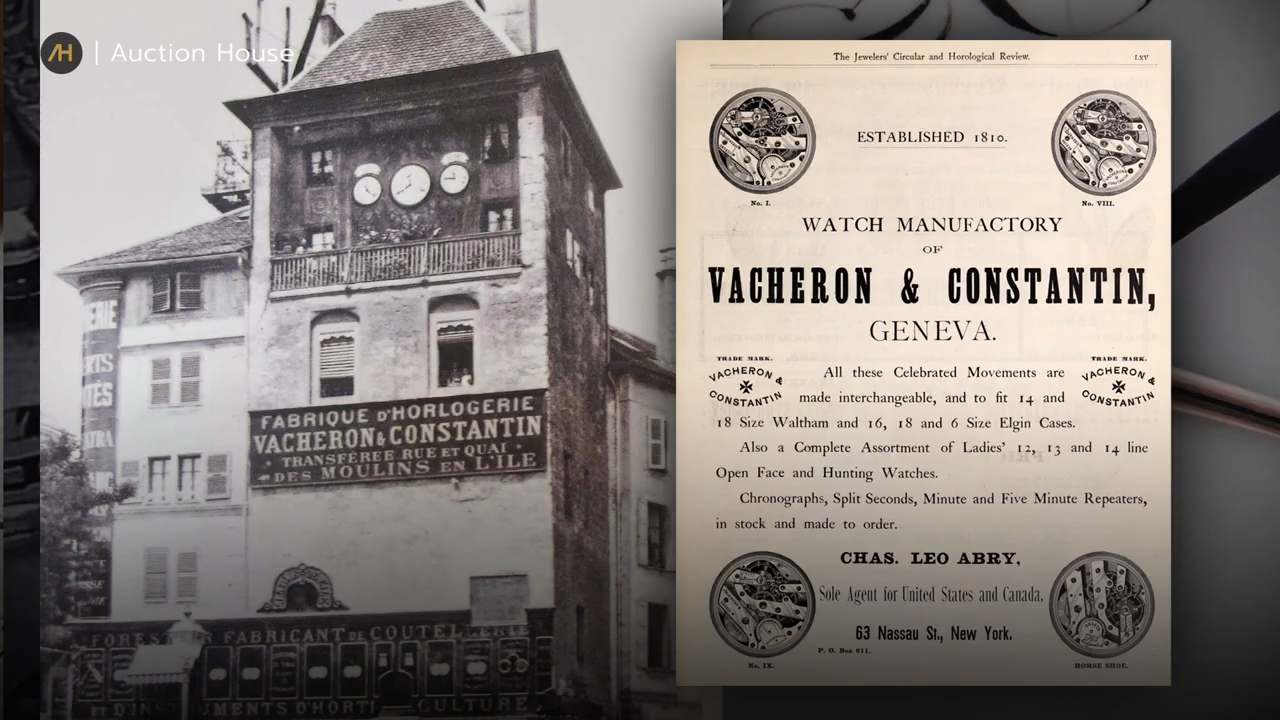 AH | Auction House
FABRIQUE D'HORLOGERIE
VACHERON & CONSTANTIN
TRANSFÉRÉE RUE ET QUAI
DES MOULINS EN L'ILE
FABRICANT DE COUTELLERIE
CULTURE
The Jewelers' Circular and Horological Review. LXV
ESTABLISHED 1810.
No. I. No. VIII.
WATCH MANUFACTORY
OF
VACHERON & CONSTANTIN,
GENEVA.
TRADE MARK.
VACHERON &
CONSTANTIN
TRADE MARK.
VACHERON &
CONSTANTIN
All these Celebrated Movements are
made interchangeable, and to fit 14 and
18 Size Waltham and 16, 18 and 6 Size Elgin Cases.
Also a Complete Assortment of Ladies' 12, 13 and 14 line
Open Face and Hunting Watches.
Chronographs, Split Seconds, Minute and Five Minute Repeaters,
in stock and made to order.
CHAS. LEO ABRY,
Sole Agent for United States and Canada,
63 Nassau St., New York.
P. O. Box 611.
No. IX. HORSE SHOE.